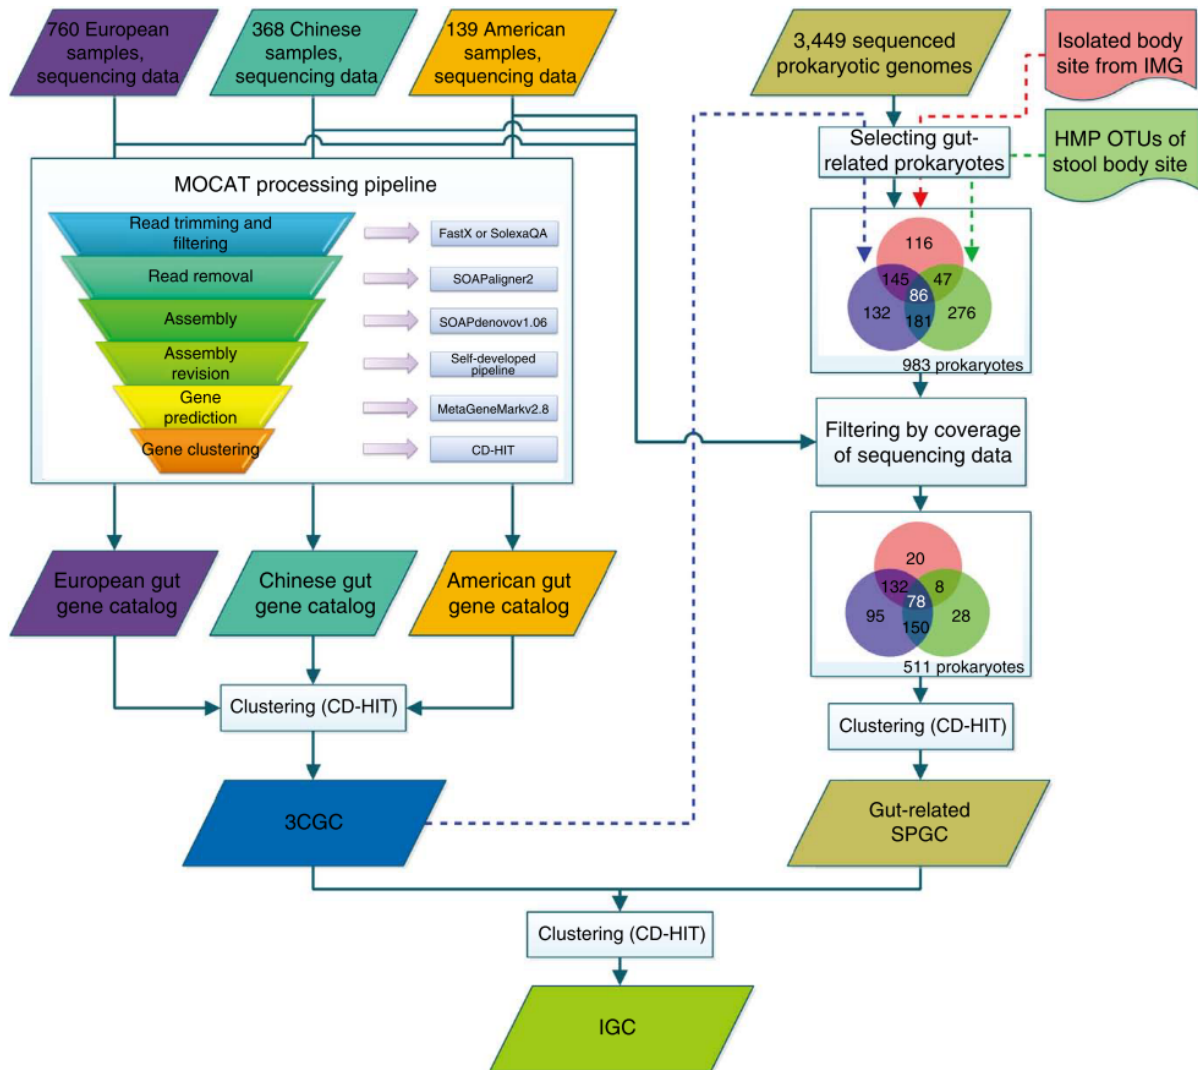 760 European
samples,
sequencing data
368 Chinese
samples,
sequencing data
139 American
samples,
sequencing data
3,449 sequenced
prokaryotic genomes
Isolated body
site from IMG
Selecting gut-
related prokaryotes
HMP OTUs of
stool body site
MOCAT processing pipeline
Read trimming and
filtering
FastX or SolexaQA
Read removal
SOAPaligner2
Assembly
SOAPdenovov1.06
Assembly
revision
Self-developed
pipeline
Gene
prediction
MetaGeneMarkv2.8
Gene clustering
CD-HIT
116
145
47
86
132
181
276
983 prokaryotes
Filtering by coverage
of sequencing data
20
132
8
78
95
150
28
511 prokaryotes
European gut
gene catalog
Chinese gut
gene catalog
American gut
gene catalog
Clustering (CD-HIT)
Clustering (CD-HIT)
3CGC
Gut-related
SPGC
Clustering (CD-HIT)
IGC